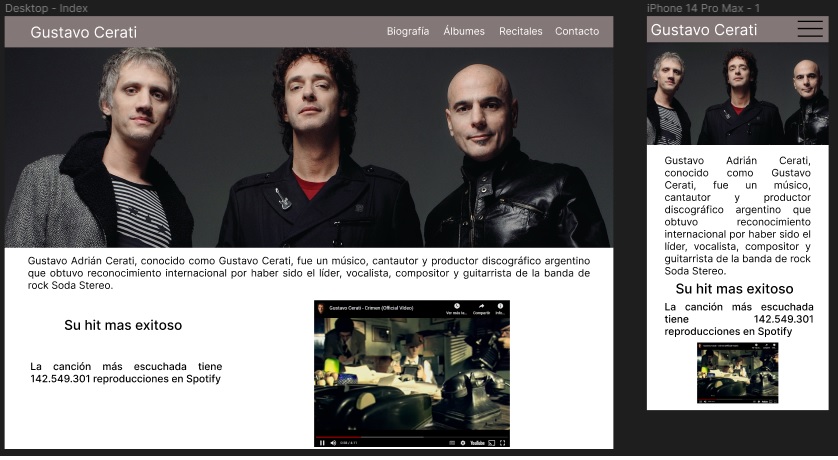 Desktop - Index
Gustavo Cerati
Biografía Álbumes Recitales Contacto
Gustavo Adrián Cerati, conocido como Gustavo Cerati, fue un músico, cantautor y productor discográfico argentino
que obtuvo reconocimiento internacional por haber sido el líder, vocalista, compositor y guitarrista de la banda de
rock Soda Stereo.
Su hit mas exitoso
La canción más escuchada tiene
142.549.301 reproducciones en Spotify
Gustavo Cerati - Crimen (Official Video)
Ver más ta... Compartir Info...
YouTube
iPhone 14 Pro Max - 1
Gustavo Cerati
Gustavo Adrián Cerati,
conocido como Gustavo
Cerati, fue un músico,
cantautor y productor
discográfico argentino que
obtuvo reconocimiento
internacional por haber sido el
líder, vocalista, compositor y
guitarrista de la banda de rock
Soda Stereo.
Su hit mas exitoso
La canción más escuchada
tiene 142.549.301
reproducciones en Spotify